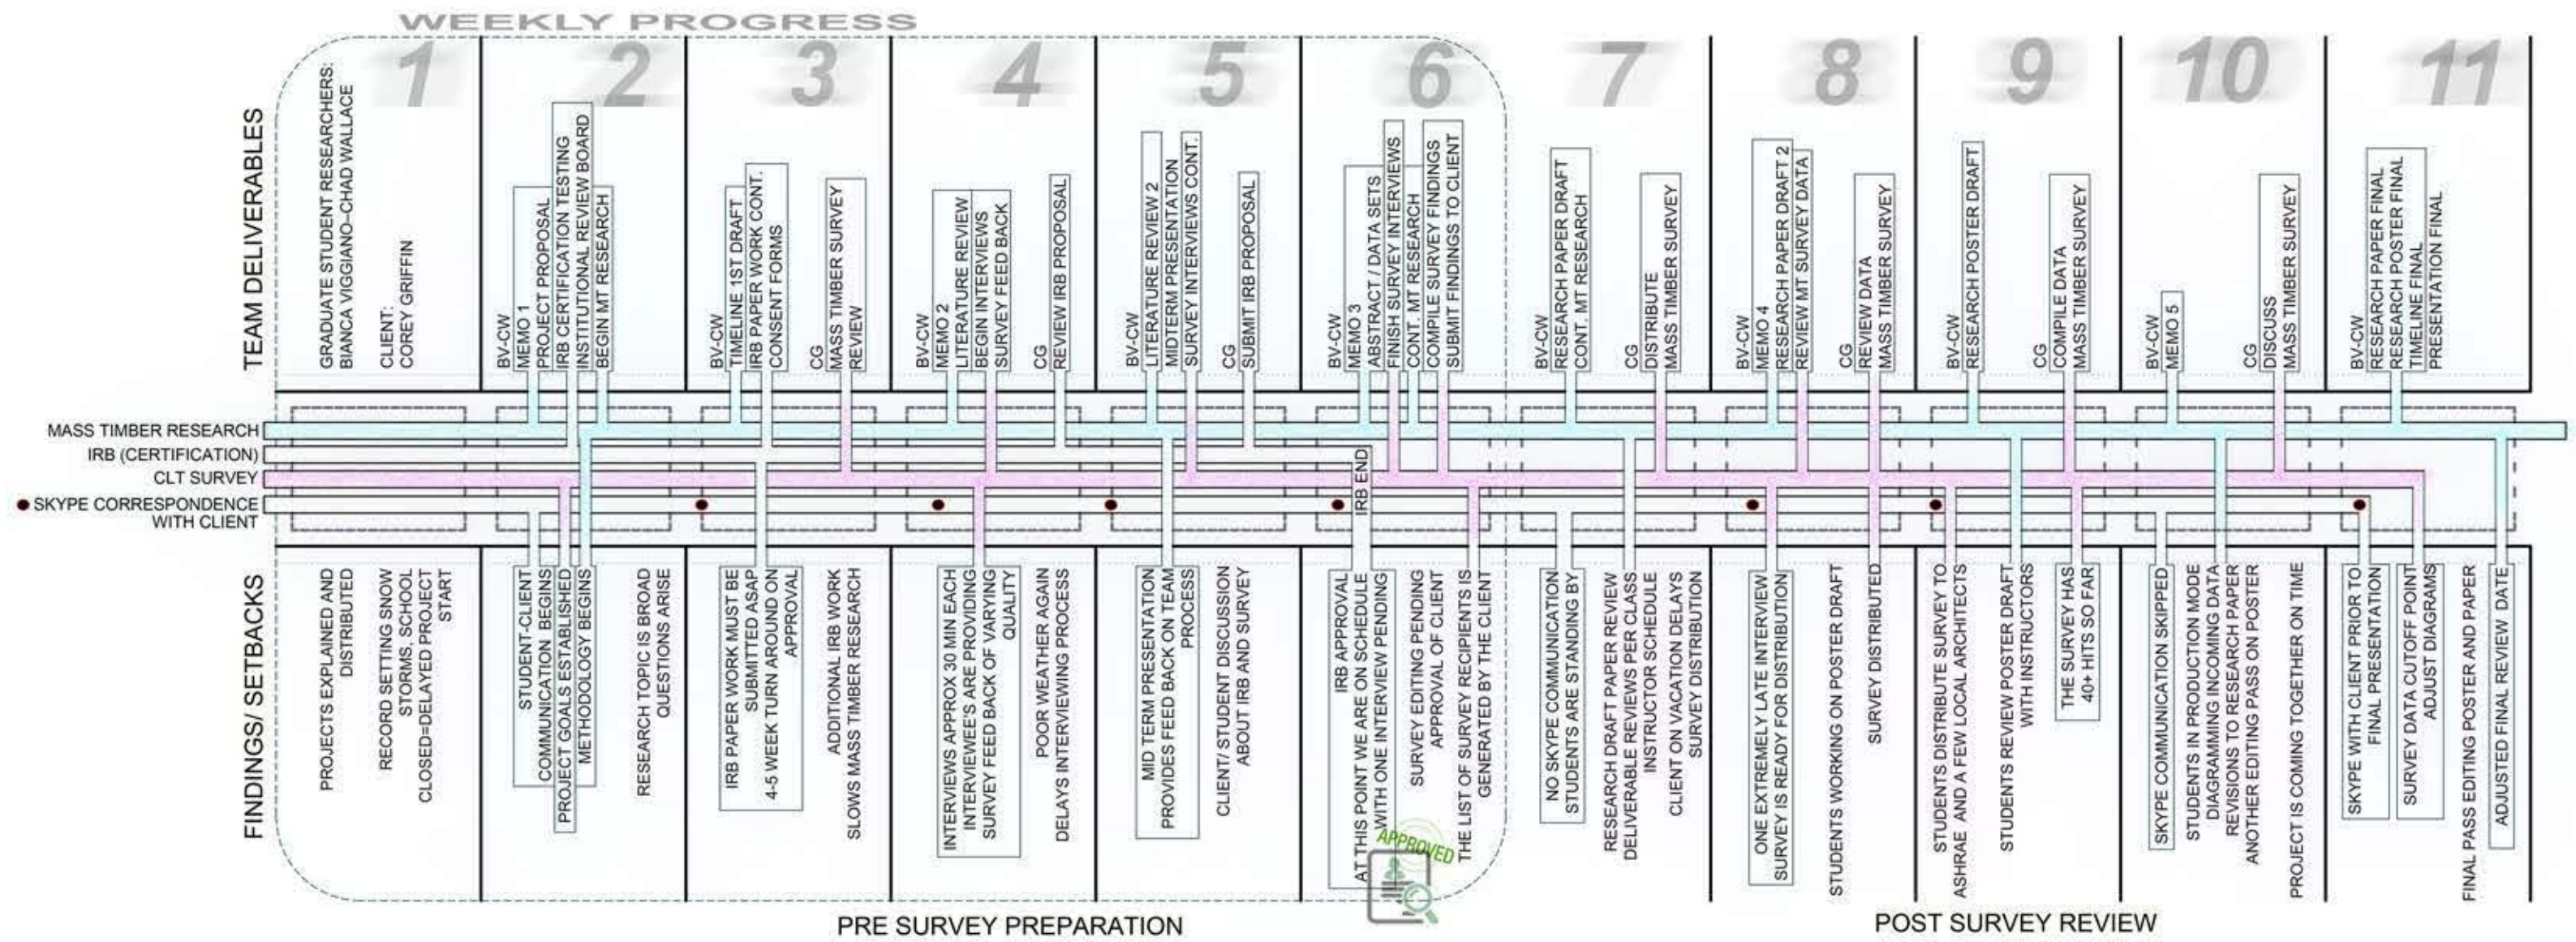 WEEKLY PROGRESS
1
2
3
4
5
6
7
8
9
10
11
TEAM DELIVERABLES
GRADUATE STUDENT RESEARCHERS:
BIANCA VIGGIANO–CHAD WALLACE
CLIENT:
COREY GRIFFIN
BV-CW
MEMO 1
PROJECT PROPOSAL
IRB CERTIFICATION TESTING
INSTITUTIONAL REVIEW BOARD
BEGIN MT RESEARCH
BV-CW
TIMELINE 1ST DRAFT
IRB PAPER WORK CONT.
CONSENT FORMS
CG
MASS TIMBER SURVEY
REVIEW
BV-CW
MEMO 2
LITERATURE REVIEW
BEGIN INTERVIEWS
SURVEY FEED BACK
CG
REVIEW IRB PROPOSAL
BV-CW
LITERATURE REVIEW 2
MIDTERM PRESENTATION
SURVEY INTERVIEWS CONT.
CG
SUBMIT IRB PROPOSAL
BV-CW
MEMO 3
ABSTRACT / DATA SETS
FINISH SURVEY INTERVIEWS
CONT. MT RESEARCH
COMPILE SURVEY FINDINGS
SUBMIT FINDINGS TO CLIENT
BV-CW
RESEARCH PAPER DRAFT
CONT. MT RESEARCH
CG
DISTRIBUTE
MASS TIMBER SURVEY
BV-CW
MEMO 4
RESEARCH PAPER DRAFT 2
REVIEW MT SURVEY DATA
CG
REVIEW DATA
MASS TIMBER SURVEY
BV-CW
RESEARCH POSTER DRAFT
CG
COMPILE DATA
MASS TIMBER SURVEY
BV-CW
MEMO 5
CG
DISCUSS
MASS TIMBER SURVEY
BV-CW
RESEARCH PAPER FINAL
RESEARCH POSTER FINAL
TIMELINE FINAL
PRESENTATION FINAL
MASS TIMBER RESEARCH
IRB (CERTIFICATION)
CLT SURVEY
SKYPE CORRESPONDENCE
WITH CLIENT
IRB END
FINDINGS/ SETBACKS
PROJECTS EXPLAINED AND
DISTRIBUTED
RECORD SETTING SNOW
STORMS, SCHOOL
CLOSED=DELAYED PROJECT
START
STUDENT-CLIENT
COMMUNICATION BEGINS
PROJECT GOALS ESTABLISHED
METHODOLOGY BEGINS
RESEARCH TOPIC IS BROAD
QUESTIONS ARISE
IRB PAPER WORK MUST BE
SUBMITTED ASAP
4-5 WEEK TURN AROUND ON
APPROVAL
ADDITIONAL IRB WORK
SLOWS MASS TIMBER RESEARCH
INTERVIEWS APPROX 30 MIN EACH
INTERVIEWEE'S ARE PROVIDING
SURVEY FEED BACK OF VARYING
QUALITY
POOR WEATHER AGAIN
DELAYS INTERVIEWING PROCESS
MID TERM PRESENTATION
PROVIDES FEED BACK ON TEAM
PROCESS
CLIENT/ STUDENT DISCUSSION
ABOUT IRB AND SURVEY
IRB APPROVAL
AT THIS POINT WE ARE ON SCHEDULE
WITH ONE INTERVIEW PENDING
SURVEY EDITING PENDING
APPROVAL OF CLIENT
THE LIST OF SURVEY RECIPIENTS IS
GENERATED BY THE CLIENT
APPROVED
NO SKYPE COMMUNICATION
STUDENTS ARE STANDING BY
RESEARCH DRAFT PAPER REVIEW
DELIVERABLE REVIEWS PER CLASS
INSTRUCTOR SCHEDULE
CLIENT ON VACATION DELAYS
SURVEY DISTRIBUTION
ONE EXTREMELY LATE INTERVIEW
SURVEY IS READY FOR DISTRIBUTION
STUDENTS WORKING ON POSTER DRAFT
SURVEY DISTRIBUTED
STUDENTS DISTRIBUTE SURVEY TO
ASHRAE AND A FEW LOCAL ARCHITECTS
STUDENTS REVIEW POSTER DRAFT
WITH INSTRUCTORS
THE SURVEY HAS
40+ HITS SO FAR
SKYPE COMMUNICATION SKIPPED
STUDENTS IN PRODUCTION MODE
DIAGRAMMING INCOMING DATA
REVISIONS TO RESEARCH PAPER
ANOTHER EDITING PASS ON POSTER
PROJECT IS COMING TOGETHER ON TIME
SKYPE WITH CLIENT PRIOR TO
FINAL PRESENTATION
SURVEY DATA CUTOFF POINT
ADJUST DIAGRAMS
FINAL PASS EDITING POSTER AND PAPER
ADJUSTED FINAL REVIEW DATE
PRE SURVEY PREPARATION
POST SURVEY REVIEW